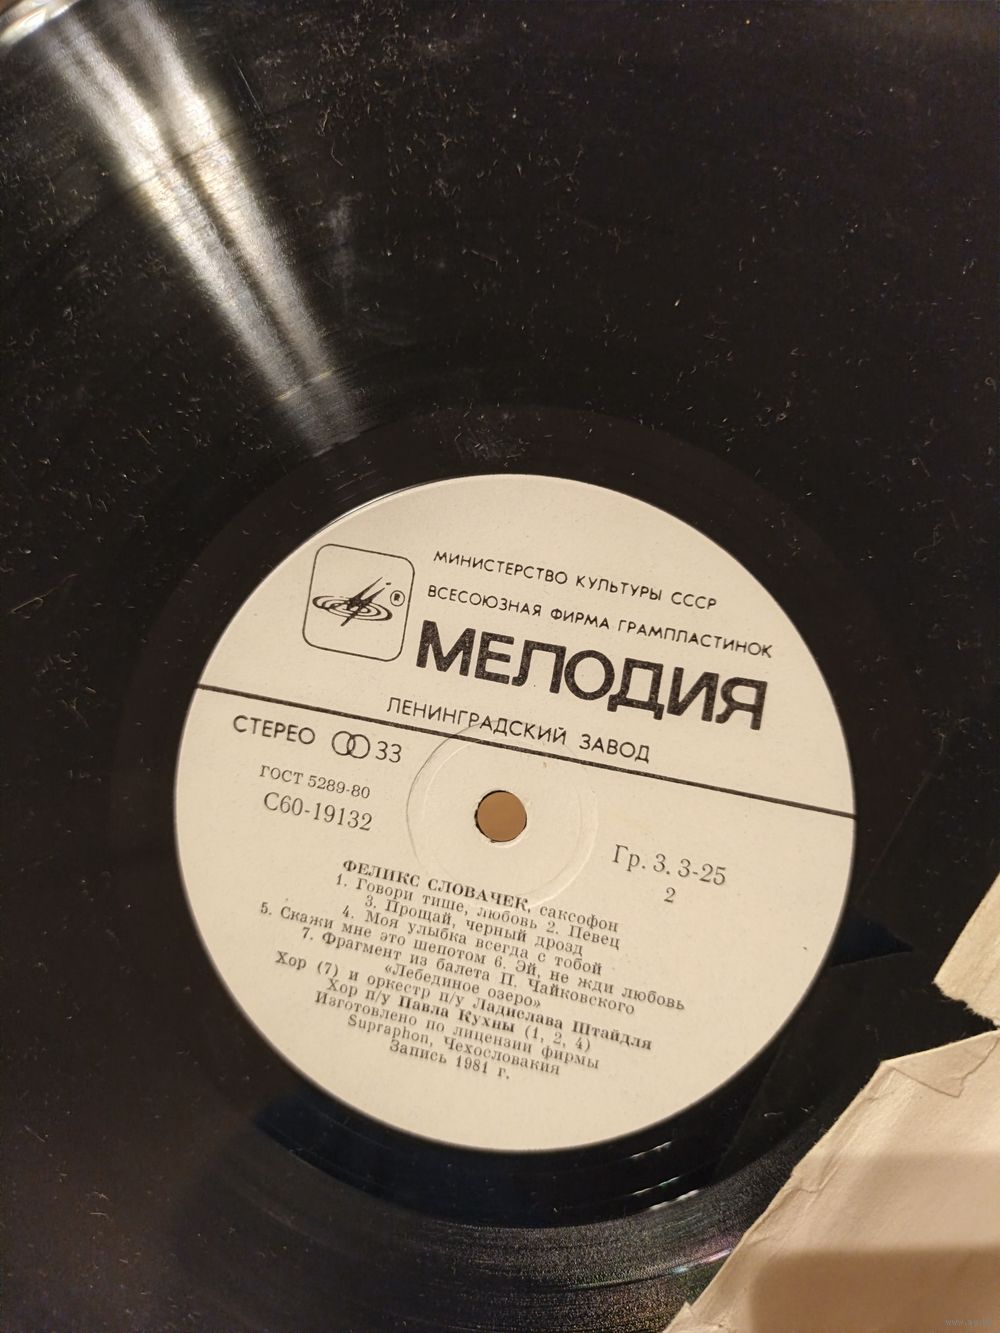 МИНИСТЕРСТВО КУЛЬТУРЫ СССР
ВСЕСОЮЗНАЯ ФИРМА ГРАМПЛАСТИНОК
®
МЕЛОДИЯ
ЛЕНИНГРАДСКИЙ ЗАВОД
СТЕРЕО 33
ГОСТ 5289-80
С60-19132
Гр. 3. 3-25
2
ФЕЛИКС СЛОВАЧЕК, саксофон
1. Говори тише, любовь 2. Певец
3. Прощай, черный дрозд
4. Моя улыбка всегда с тобой
5. Скажи мне это шепотом 6. Эй, не жди любовь
7. Фрагмент из балета П. Чайковского
«Лебединое озеро»
Хор (7) и оркестр п/у Ладислава Штайдля
Хор п/у Павла Кухны (1, 2, 4)
Изготовлено по лицензии фирмы
Supraphon, Чехословакия
Запись 1981 г.